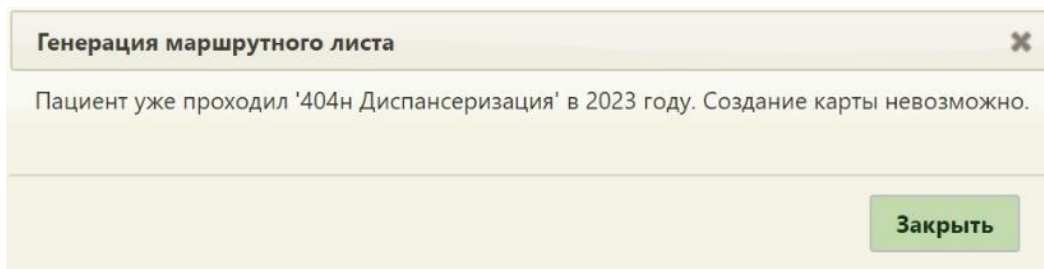 Генерация маршрутного листа
Пациент уже проходил '404н Диспансеризация' в 2023 году. Создание карты невозможно.
Закрыть